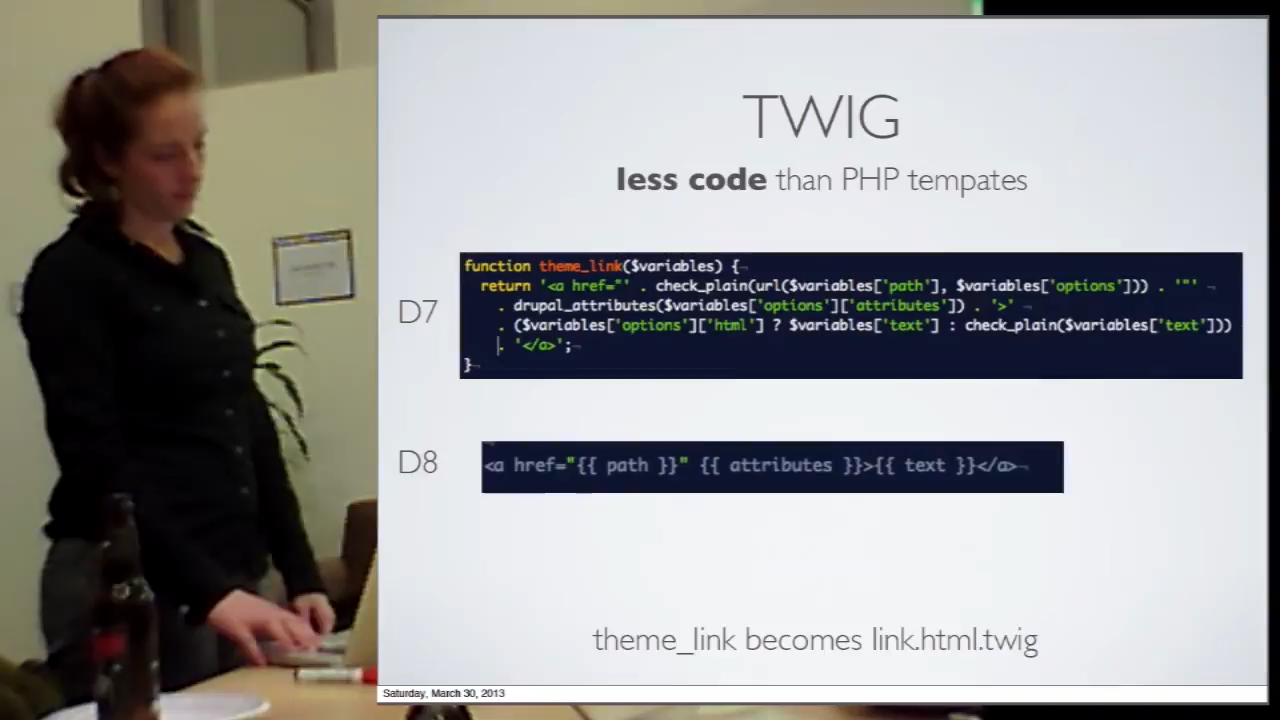 TWIG
less code than PHP tempates
D7
function theme_link($variables) {¬
return '<a href="' . check_plain(url($variables['path'], $variables['options'])) . '"' ¬
. drupal_attributes($variables['options']['attributes']) . '>' ¬
. ($variables['options']['html'] ? $variables['text'] : check_plain($variables['text']))
. '</a>';¬
}¬
D8
<a href="{{ path }}" {{ attributes }}>{{ text }}</a>¬
theme_link becomes link.html.twig
Saturday, March 30, 2013